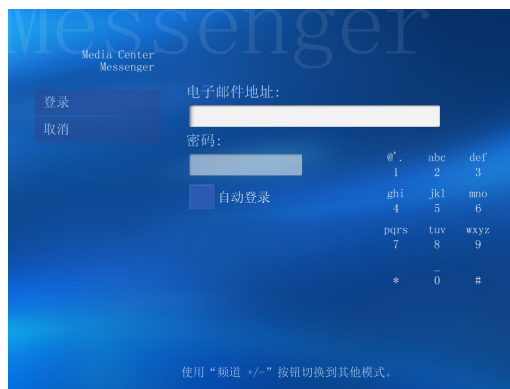 Messenger
Media Center
Messenger
登录
取消
电子邮件地址:
密码:
自动登录
@'. abc def
1 2 3
ghi jkl mno
4 5 6
pqrs tuv wxyz
7 8 9
* _ #
0
使用“频道 +/-”按钮切换到其他模式。